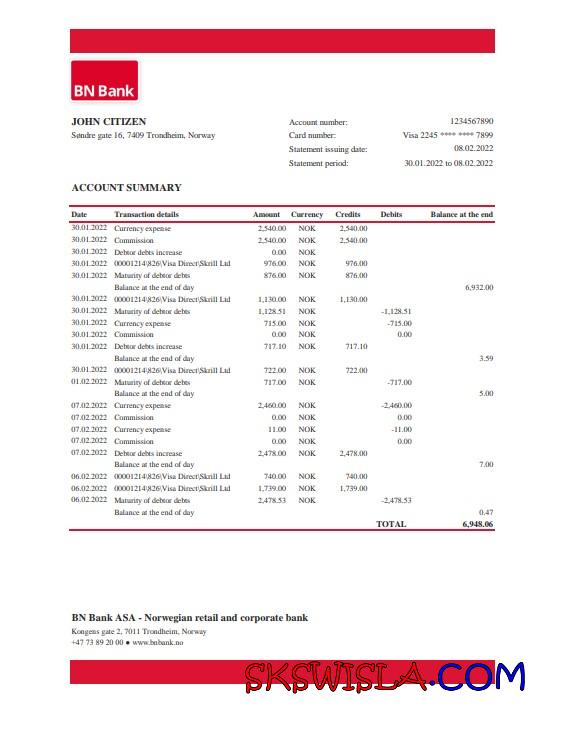 BN Bank
JOHN CITIZEN
Søndre gate 16, 7409 Trondheim, Norway
Account number: 1234567890
Card number: Visa 2245 **** **** 7899
Statement issuing date: 08.02.2022
Statement period: 30.01.2022 to 08.02.2022
ACCOUNT SUMMARY
Date Transaction details Amount Currency Credits Debits Balance at the end
30.01.2022 Currency expense 2,540.00 NOK 2,540.00
30.01.2022 Commission 2,540.00 NOK 2,540.00
30.01.2022 Debtor debts increase 0.00 NOK
30.01.2022 00001214\826\Visa Direct\Skrill Ltd 976.00 NOK 976.00
30.01.2022 Maturity of debtor debts 876.00 NOK 876.00
Balance at the end of day 6,932.00
30.01.2022 00001214\826\Visa Direct\Skrill Ltd 1,130.00 NOK 1,130.00
30.01.2022 Maturity of debtor debts 1,128.51 NOK -1,128.51
30.01.2022 Currency expense 715.00 NOK -715.00
30.01.2022 Commission 0.00 NOK 0.00
30.01.2022 Debtor debts increase 717.10 NOK 717.10
Balance at the end of day 3.59
30.01.2022 00001214\826\Visa Direct\Skrill Ltd 722.00 NOK 722.00
01.02.2022 Maturity of debtor debts 717.00 NOK -717.00
Balance at the end of day 5.00
07.02.2022 Currency expense 2,460.00 NOK -2,460.00
07.02.2022 Commission 0.00 NOK 0.00
07.02.2022 Currency expense 11.00 NOK -11.00
07.02.2022 Commission 0.00 NOK 0.00
07.02.2022 Debtor debts increase 2,478.00 NOK 2,478.00
Balance at the end of day 7.00
06.02.2022 00001214\826\Visa Direct\Skrill Ltd 740.00 NOK 740.00
06.02.2022 00001214\826\Visa Direct\Skrill Ltd 1,739.00 NOK 1,739.00
06.02.2022 Maturity of debtor debts 2,478.53 NOK -2,478.53
Balance at the end of day 0.47
TOTAL 6,948.06
BN Bank ASA - Norwegian retail and corporate bank
Kongens gate 2, 7011 Trondheim, Norway
+47 73 89 20 00 ● www.bnbank.no
SKSWISLA.COM